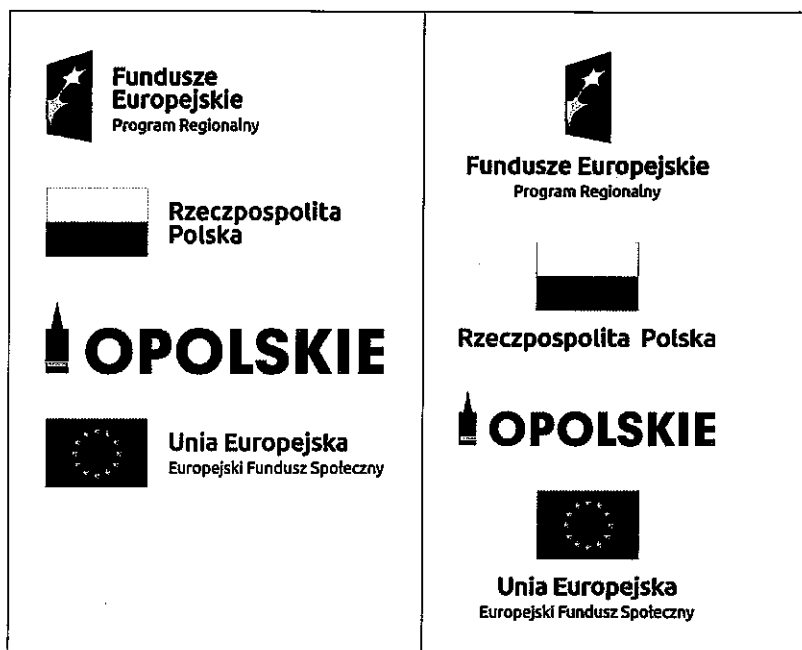 Fundusze
Europejskie
Program Regionalny
Rzeczpospolita
Polska
OPOLSKIE
Unia Europejska
Europejski Fundusz Społeczny
Fundusze Europejskie
Program Regionalny
Rzeczpospolita Polska
OPOLSKIE
Unia Europejska
Europejski Fundusz Społeczny